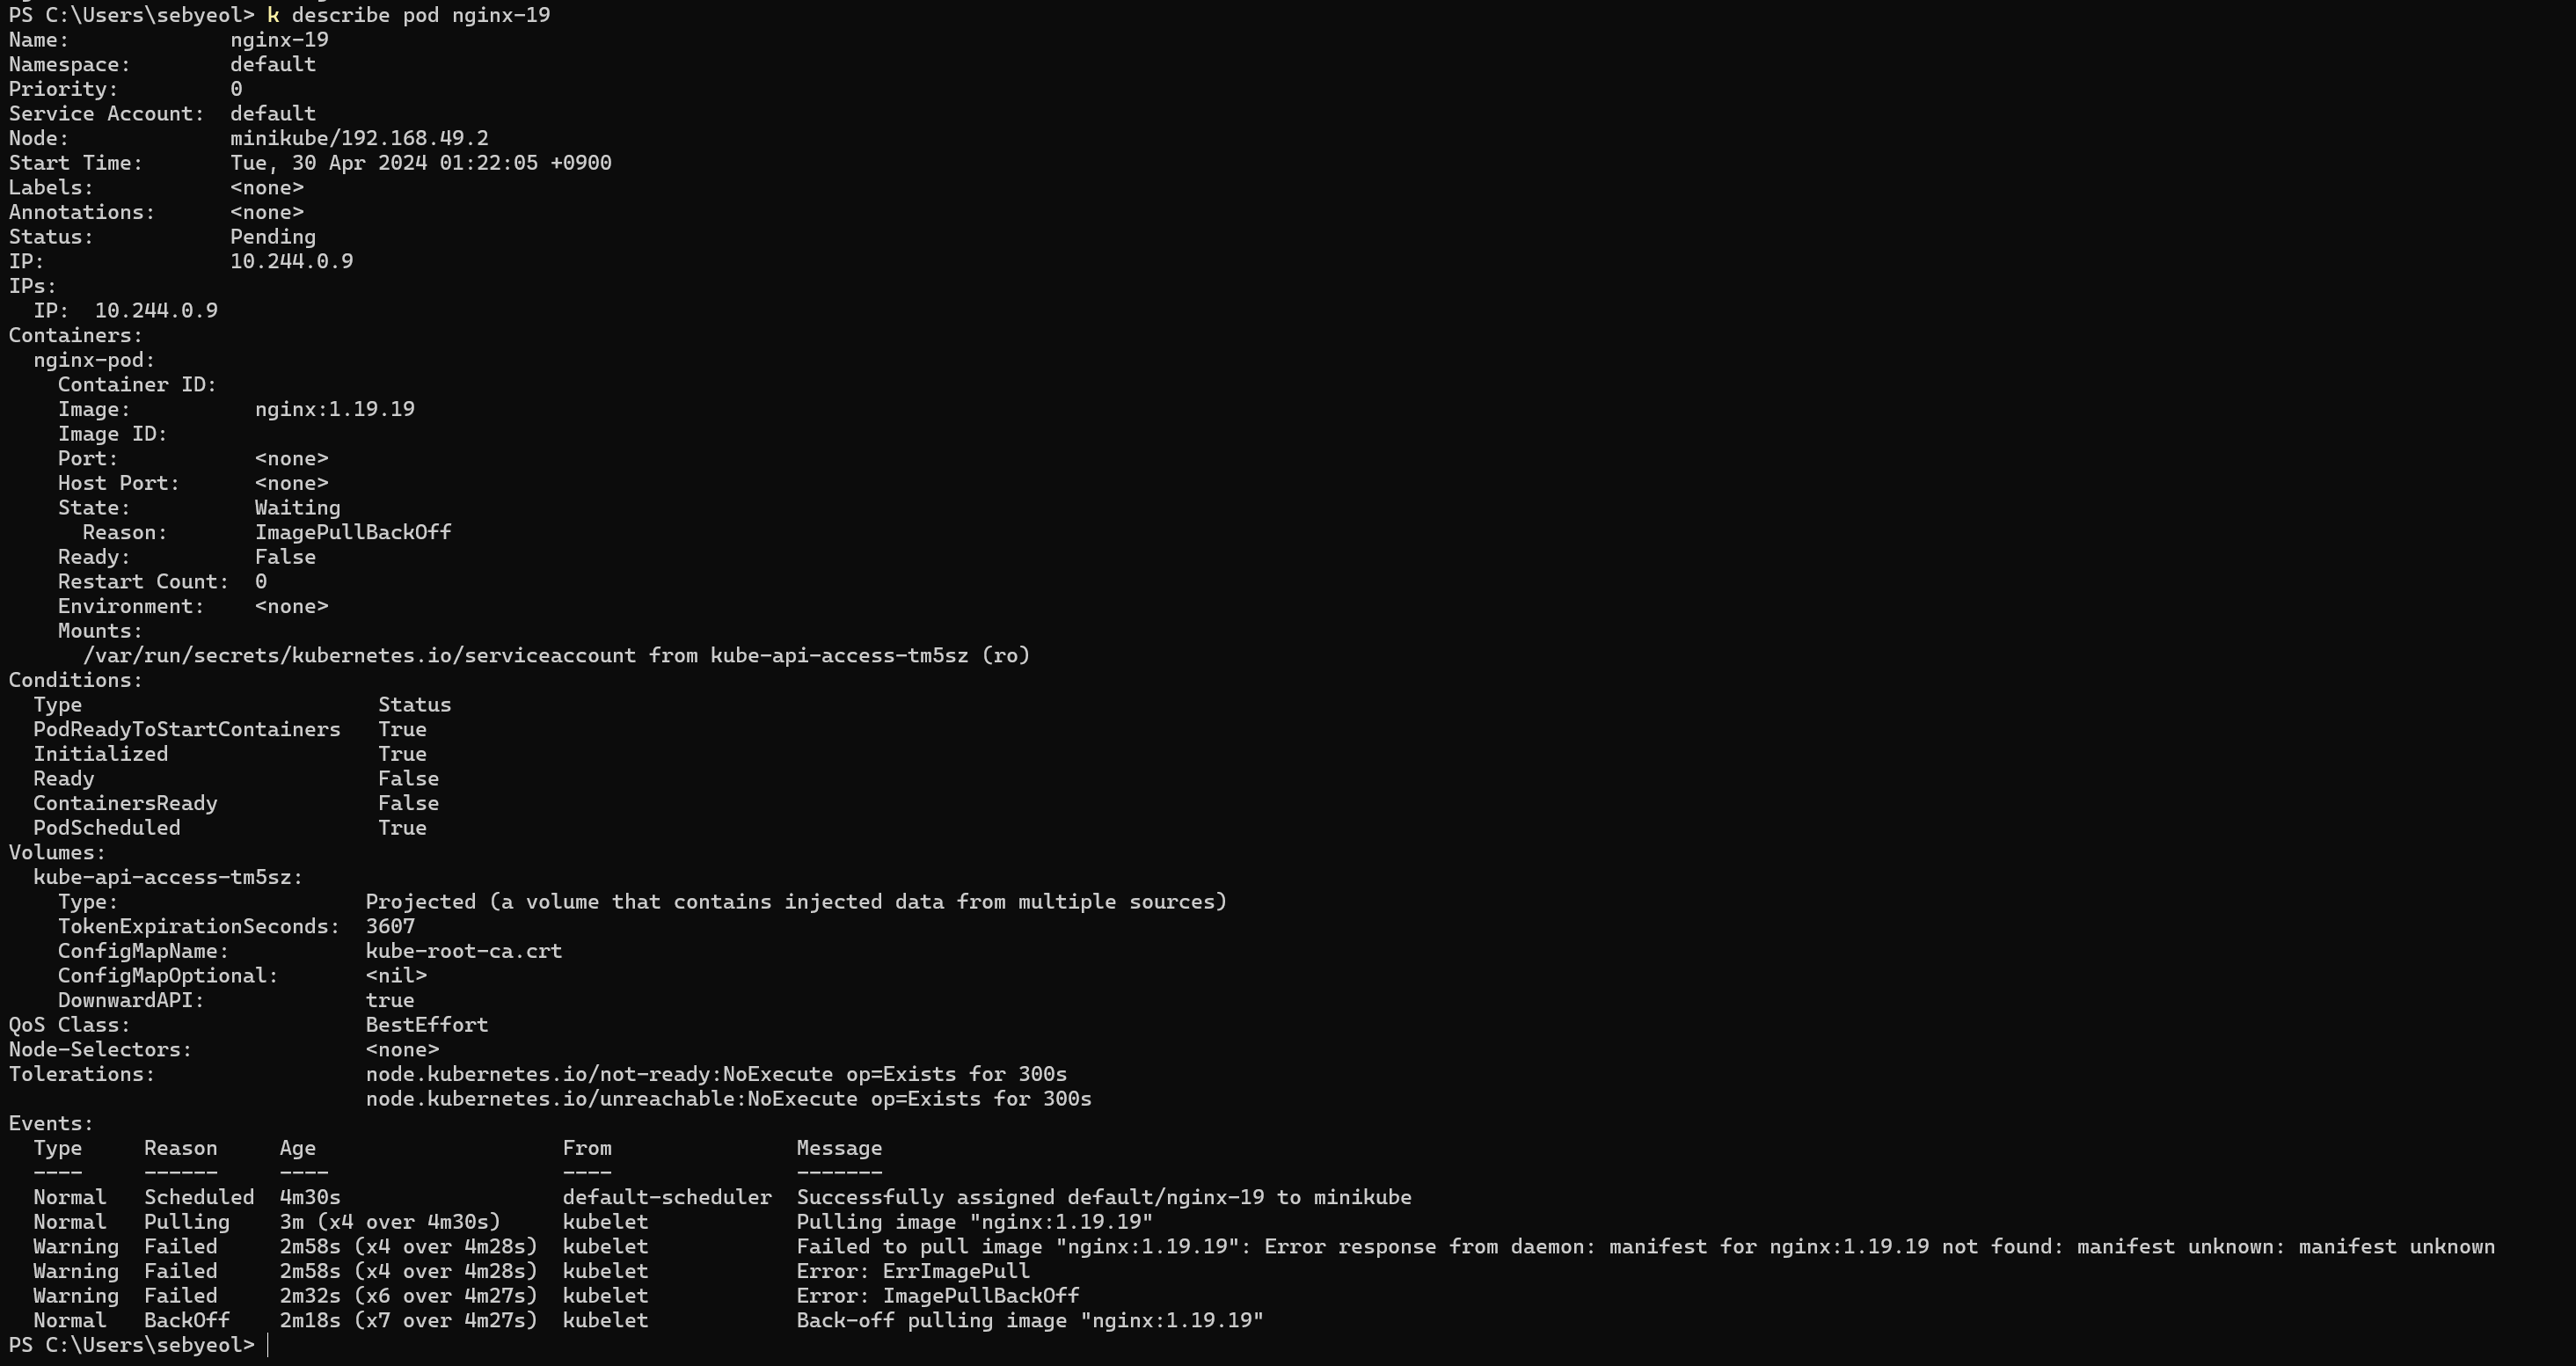 PS C:\Users\sebyeol> k describe pod nginx-19
Name:             nginx-19
Namespace:        default
Priority:         0
Service Account:  default
Node:             minikube/192.168.49.2
Start Time:       Tue, 30 Apr 2024 01:22:05 +0900
Labels:           <none>
Annotations:      <none>
Status:           Pending
IP:               10.244.0.9
IPs:
  IP:  10.244.0.9
Containers:
  nginx-pod:
    Container ID:
    Image:          nginx:1.19.19
    Image ID:
    Port:           <none>
    Host Port:      <none>
    State:          Waiting
      Reason:       ImagePullBackOff
    Ready:          False
    Restart Count:  0
    Environment:    <none>
    Mounts:
      /var/run/secrets/kubernetes.io/serviceaccount from kube-api-access-tm5sz (ro)
Conditions:
  Type                        Status
  PodReadyToStartContainers   True
  Initialized                 True
  Ready                       False
  ContainersReady             False
  PodScheduled                True
Volumes:
  kube-api-access-tm5sz:
    Type:                    Projected (a volume that contains injected data from multiple sources)
    TokenExpirationSeconds:  3607
    ConfigMapName:           kube-root-ca.crt
    ConfigMapOptional:       <nil>
    DownwardAPI:             true
QoS Class:                   BestEffort
Node-Selectors:              <none>
Tolerations:                 node.kubernetes.io/not-ready:NoExecute op=Exists for 300s
                             node.kubernetes.io/unreachable:NoExecute op=Exists for 300s
Events:
  Type     Reason     Age                    From               Message
  ----     ------     ----                   ----               -------
  Normal   Scheduled  4m30s                  default-scheduler  Successfully assigned default/nginx-19 to minikube
  Normal   Pulling    3m (x4 over 4m30s)     kubelet            Pulling image "nginx:1.19.19"
  Warning  Failed     2m58s (x4 over 4m28s)  kubelet            Failed to pull image "nginx:1.19.19": Error response from daemon: manifest for nginx:1.19.19 not found: manifest unknown: manifest unknown
  Warning  Failed     2m58s (x4 over 4m28s)  kubelet            Error: ErrImagePull
  Warning  Failed     2m32s (x6 over 4m27s)  kubelet            Error: ImagePullBackOff
  Normal   BackOff    2m18s (x7 over 4m27s)  kubelet            Back-off pulling image "nginx:1.19.19"
PS C:\Users\sebyeol>